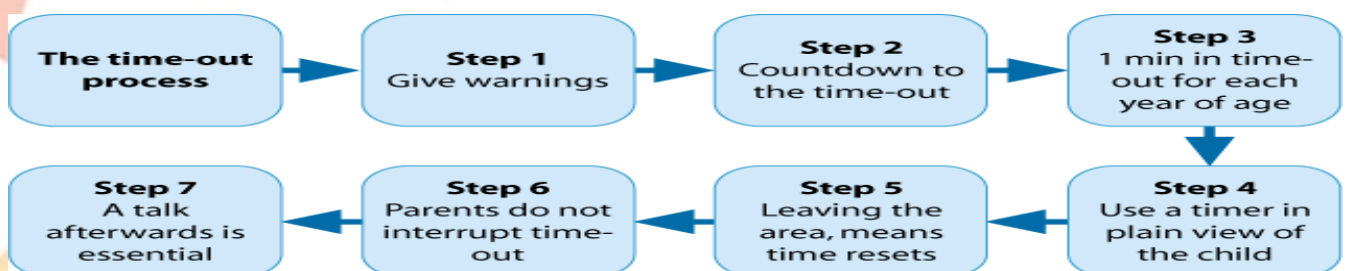 The time-out
process
Step 1
Give warnings
Step 2
Countdown to
the time-out
Step 3
1 min in time-
out for each
year of age
Step 4
Use a timer in
plain view of
the child
Step 5
Leaving the
area, means
time resets
Step 6
Parents do not
interrupt time-
out
Step 7
A talk
afterwards is
essential